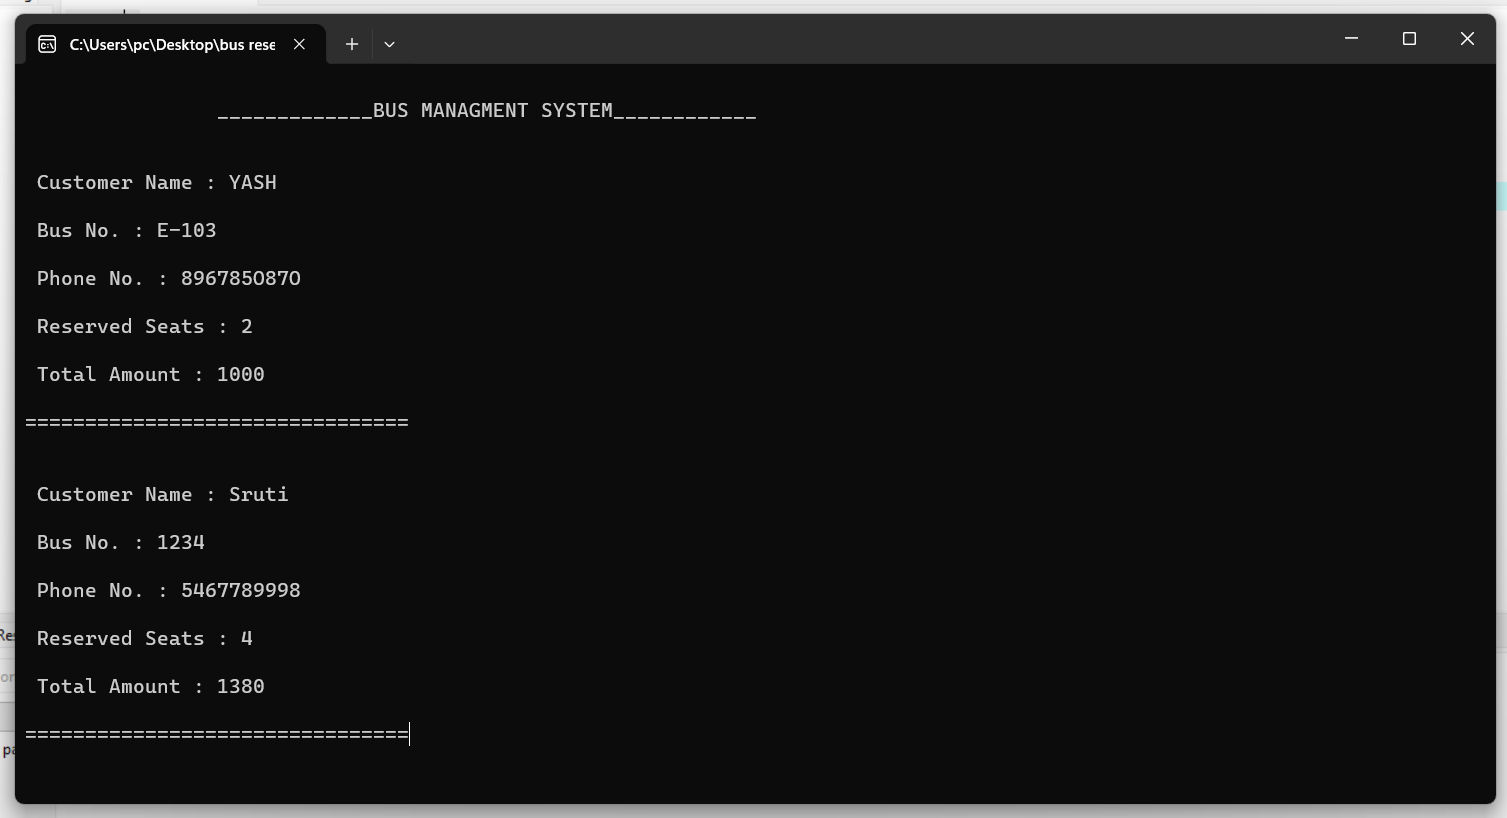 C:\Users\pc\Desktop\bus rese
_____________BUS MANAGMENT SYSTEM____________
Customer Name : YASH
Bus No. : E-103
Phone No. : 8967850870
Reserved Seats : 2
Total Amount : 1000
================================
Customer Name : Sruti
Bus No. : 1234
Phone No. : 5467789998
Reserved Seats : 4
Total Amount : 1380
================================